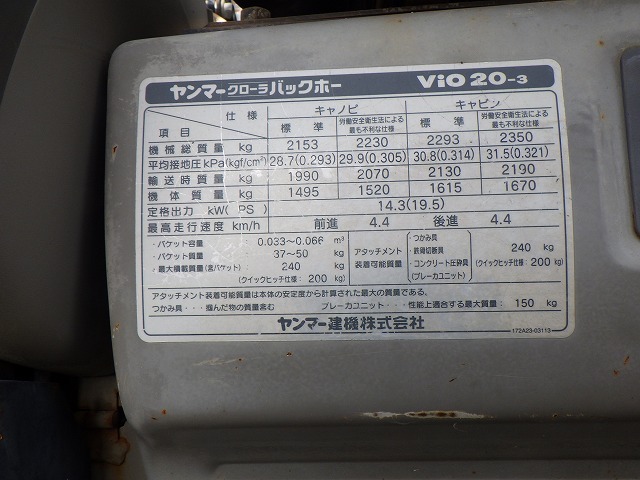 ヤンマークローラバックホー ViO 20-3
仕様 キャノピ キャビン
項目 標準 労働安全衛生法による最も不利な仕様 標準 労働安全衛生法による最も不利な仕様
機械総質量 kg 2153 2230 2293 2350
平均接地圧 kPa(kgf/cm²) 28.7(0.293) 29.9(0.305) 30.8(0.314) 31.5(0.321)
輸送時質量 kg 1990 2070 2130 2190
機体質量 kg 1495 1520 1615 1670
定格出力 kW(PS) 14.3(19.5)
最高走行速度 km/h 前進 4.4 後進 4.4
・バケット容量 0.033〜0.066 m³
・バケット質量 37〜50 kg
・最大積載質量(含バケット) 240 kg
(クイックヒッチ仕様: 200 kg)
アタッチメント装着可能質量
・つかみ具
・鉄骨切断具
・コンクリート圧砕具
(ブレーカユニット)
240 kg
(クイックヒッチ仕様: 200 kg)
アタッチメント装着可能質量は本体の安定度から計算された最大の質量である。
つかみ具・・・掴んだ物の質量含む ブレーカユニット・・・性能上適合する最大質量: 150 kg
ヤンマー建機株式会社
172A23-03113